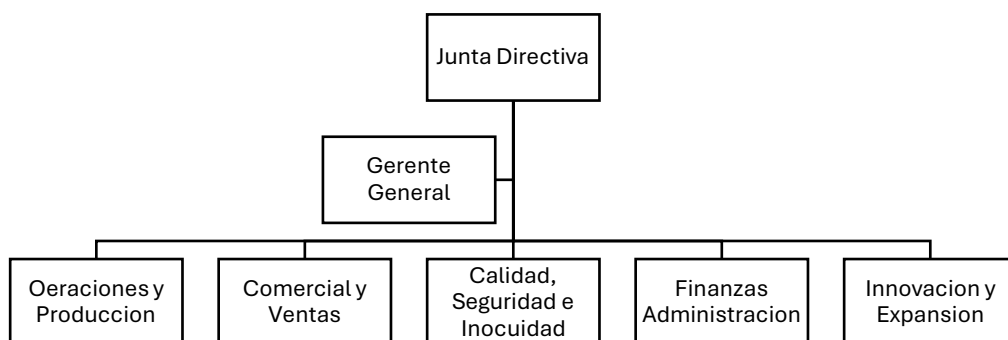 Junta Directiva
Gerente
General
Oeraciones y
Produccion
Comercial y
Ventas
Calidad,
Seguridad e
Inocuidad
Finanzas
Administracion
Innovacion y
Expansion